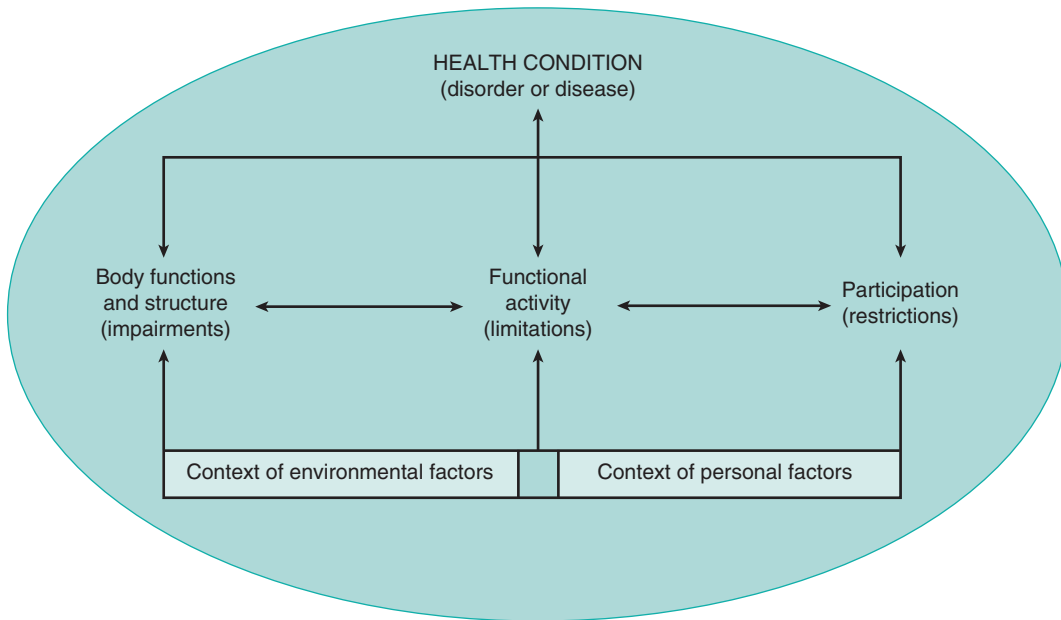 HEALTH CONDITION
(disorder or disease)
Body functions
and structure
(impairments)
Functional
activity
(limitations)
Participation
(restrictions)
Context of environmental factors
Context of personal factors